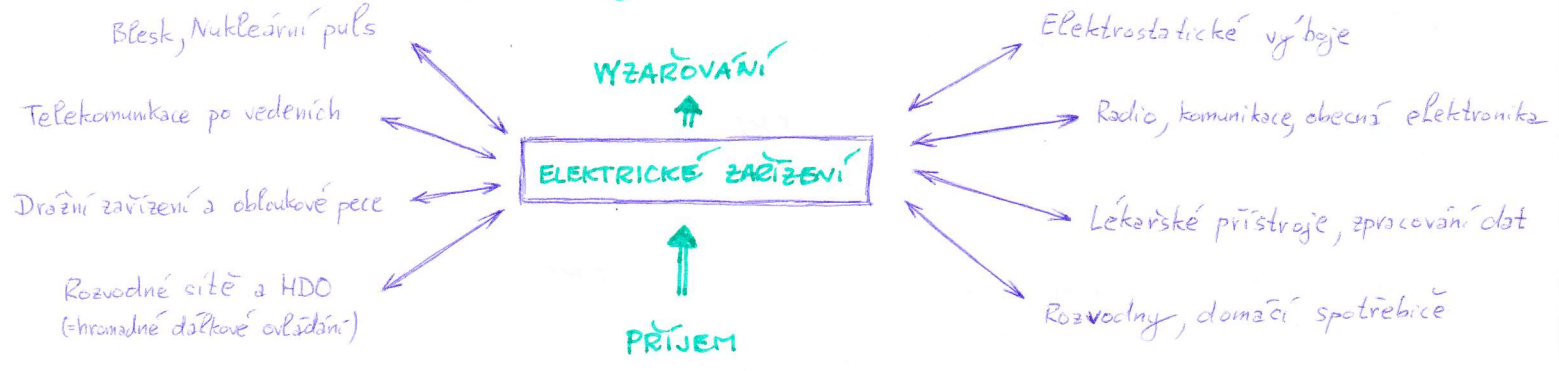 Blesk, Nukleární puls
Telekomunikace po vedeních
Drážní zařízení a obloukové pece
Rozvodné sítě a HDO
(=hromadné dálkové ovládání)
VYZAŘOVÁNÍ
ELEKTRICKÉ ZAŘÍZENÍ
PŘÍJEM
Elektrostatické výboje
Radio, komunikace, obecná elektronika
Lékařské přístroje, zpracování dat
Rozvodny, domačí spotřebiče